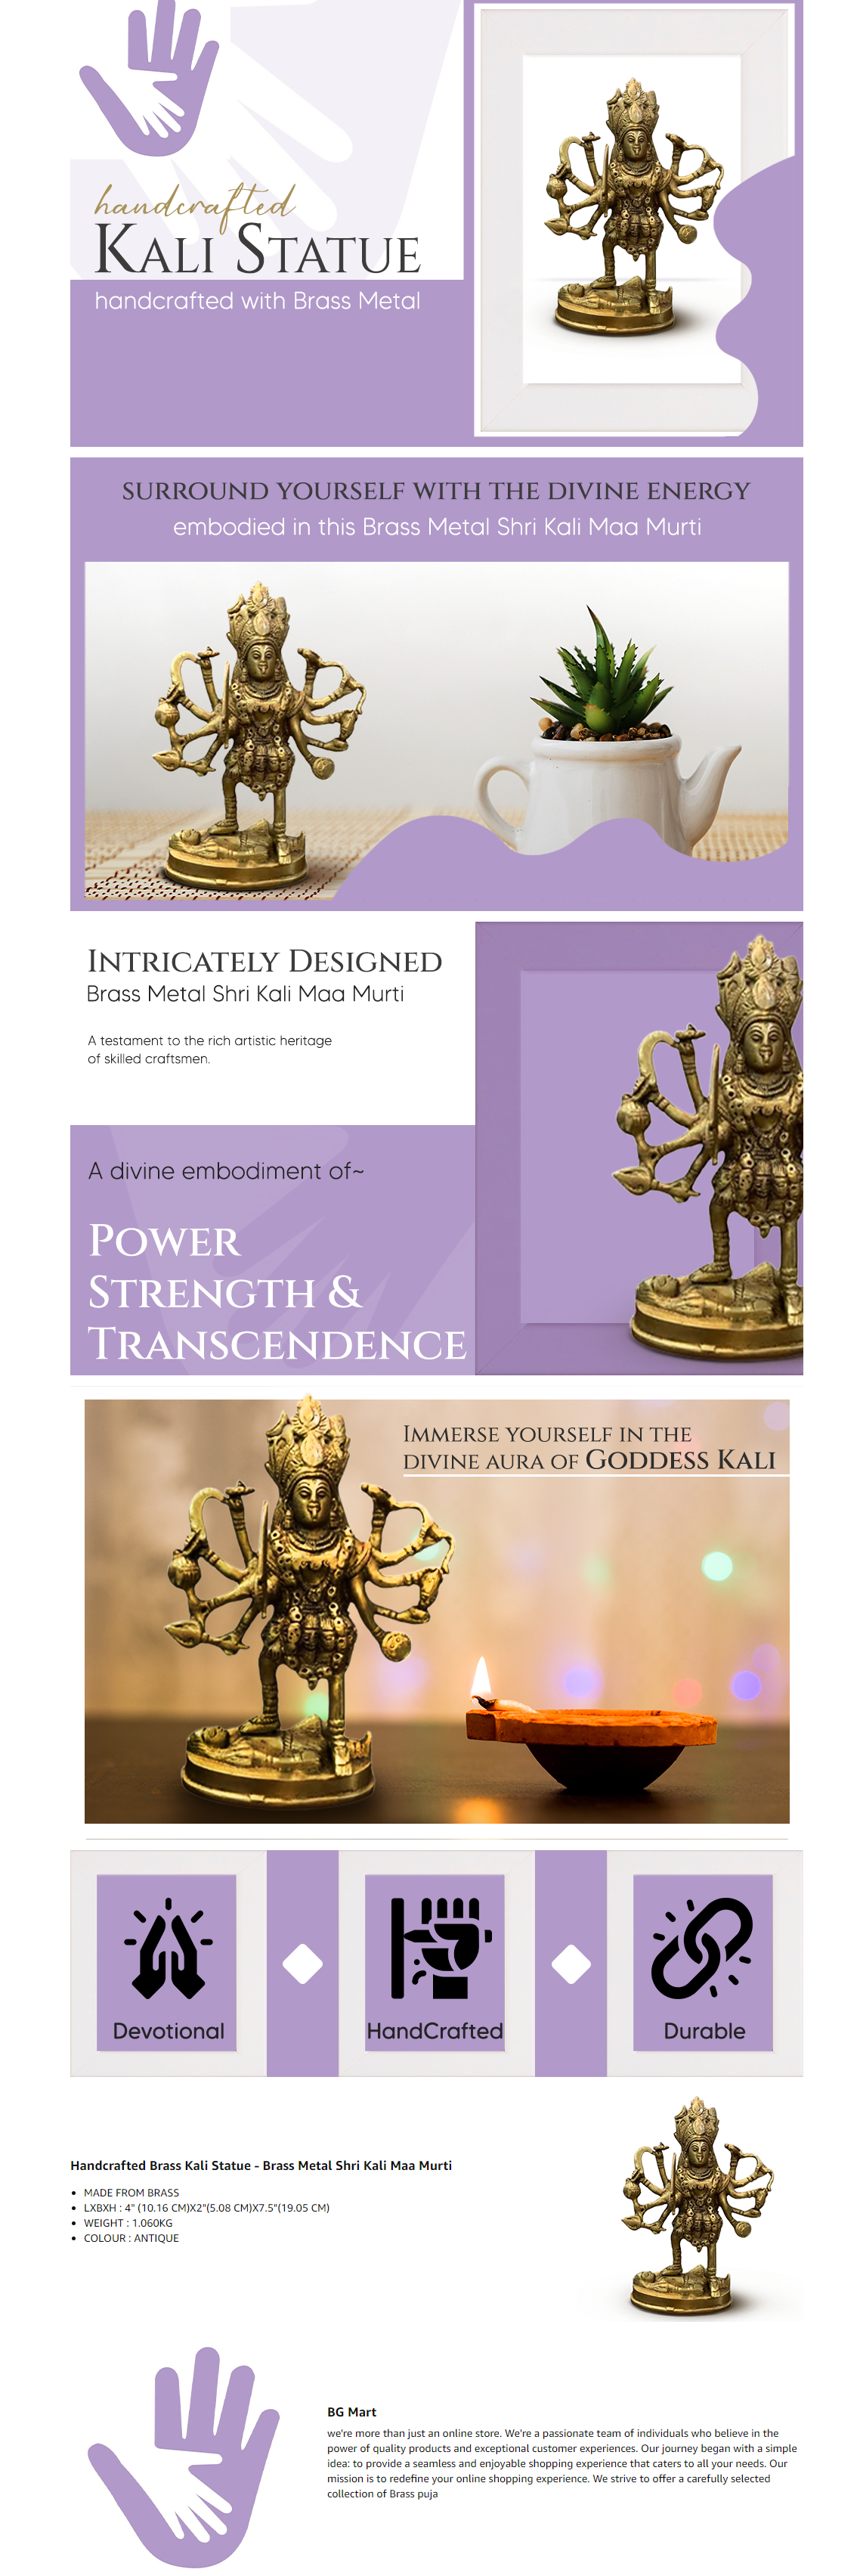 handcrafted
KALI STATUE
handcrafted with Brass Metal
SURROUND YOURSELF WITH THE DIVINE ENERGY
embodied in this Brass Metal Shri Kali Maa Murti
INTRICATELY DESIGNED
Brass Metal Shri Kali Maa Murti
A testament to the rich artistic heritage
of skilled craftsmen.
A divine embodiment of~
POWER
STRENGTH &
TRANSCENDENCE
IMMERSE YOURSELF IN THE
DIVINE AURA OF GODDESS KALI
Devotional
HandCrafted
Durable
Handcrafted Brass Kali Statue - Brass Metal Shri Kali Maa Murti
• MADE FROM BRASS
• LXBXH : 4" (10.16 CM)X2"(5.08 CM)X7.5"(19.05 CM)
• WEIGHT : 1.060KG
• COLOUR : ANTIQUE
BG Mart
we're more than just an online store. We're a passionate team of individuals who believe in the
power of quality products and exceptional customer experiences. Our journey began with a simple
idea: to provide a seamless and enjoyable shopping experience that caters to all your needs. Our
mission is to redefine your online shopping experience. We strive to offer a carefully selected
collection of Brass puja